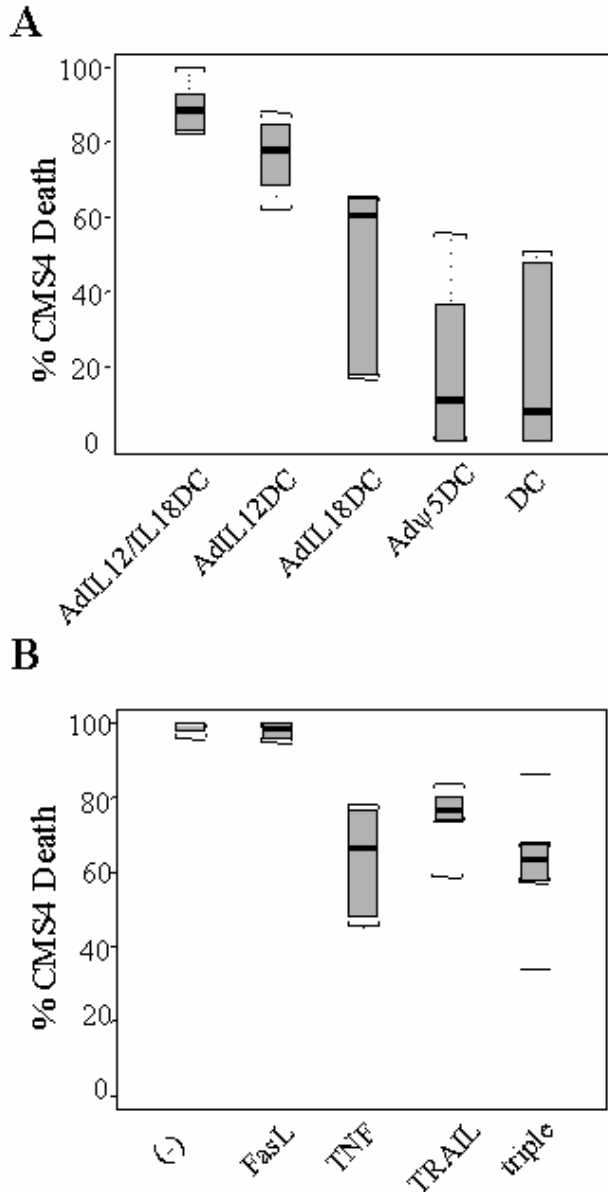 A
% CMS4 Death
100
80
60
40
20
0
AdIL12/IL18DC
AdIL12DC
AdIL18DC
Adψ5DC
DC
B
% CMS4 Death
100
80
60
40
20
0
(-)
FasL
TNF
TRAIL
triple